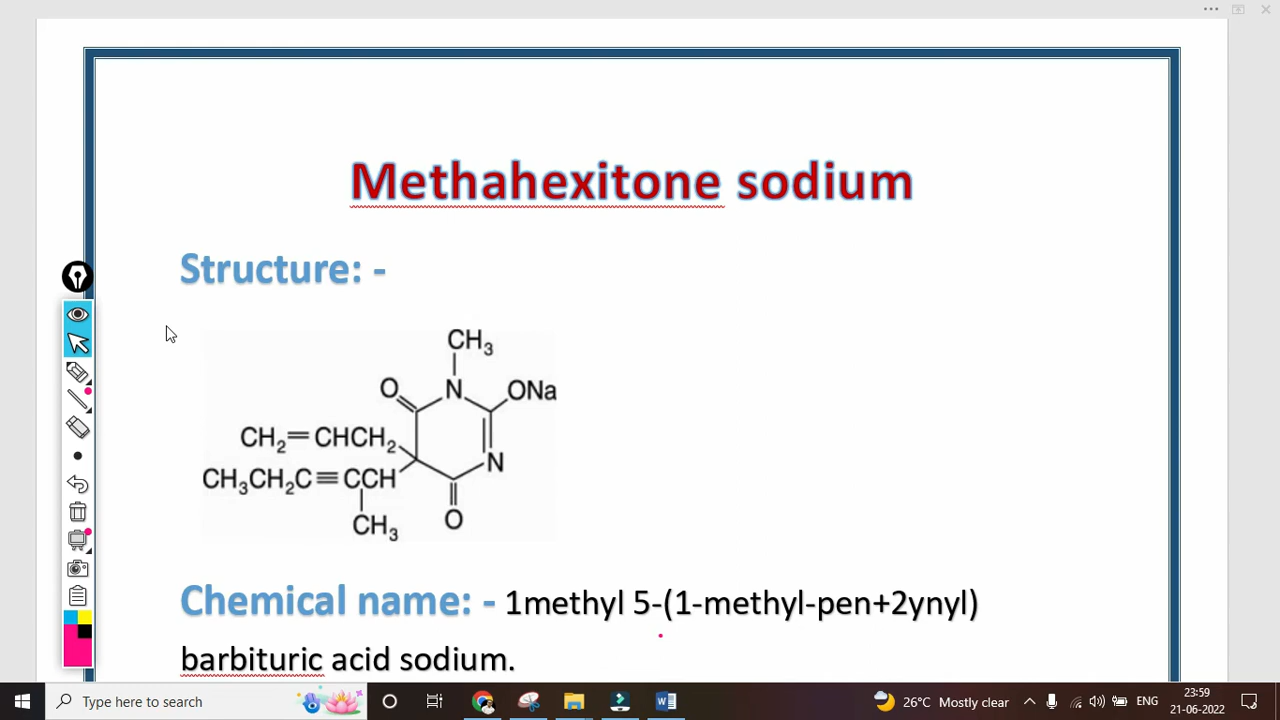 Methahexitone sodium
Structure: -
CH3
O
N
ONa
CH2=CHCH2
CH3CH2C≡CCH
N
CH3
O
Chemical name: - 1methyl 5-(1-methyl-pen+2ynyl)
barbituric acid sodium.
Type here to search
26°C Mostly clear
ENG
23:59
21-06-2022